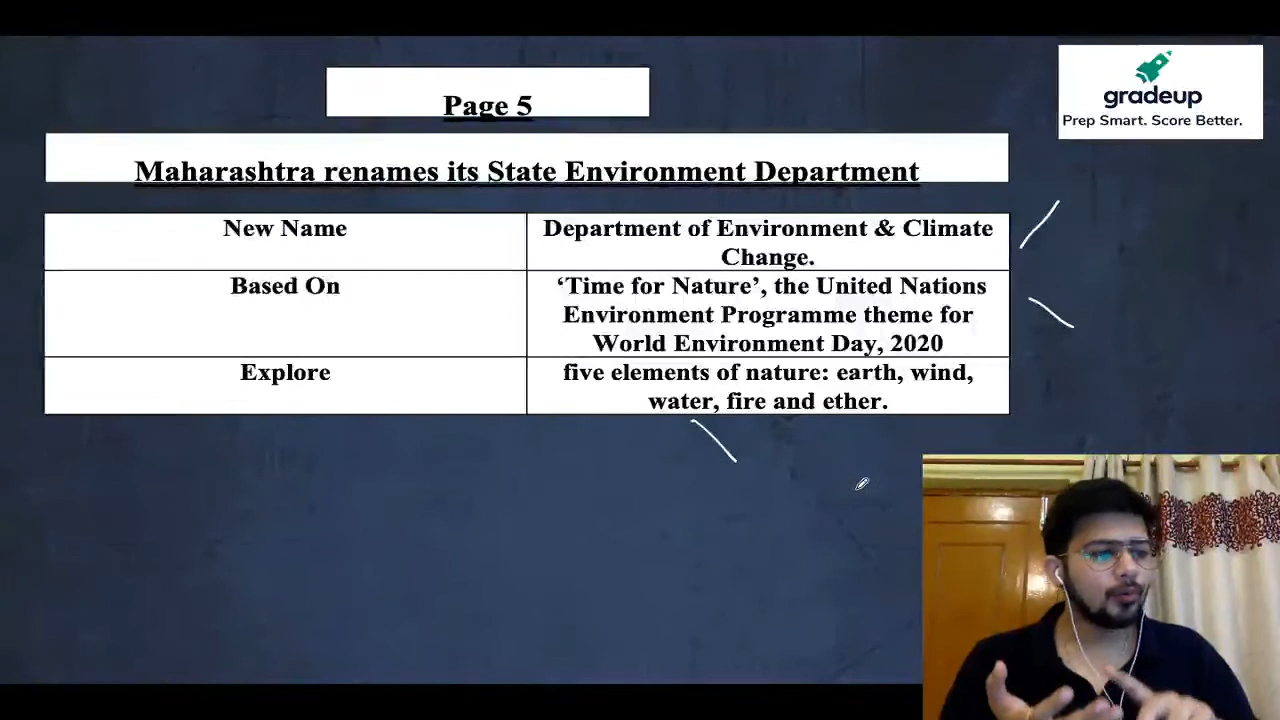 Page 5
gradeup
Prep Smart. Score Better.
Maharashtra renames its State Environment Department
New Name
Department of Environment & Climate
Change.
Based On
‘Time for Nature’, the United Nations
Environment Programme theme for
World Environment Day, 2020
Explore
five elements of nature: earth, wind,
water, fire and ether.